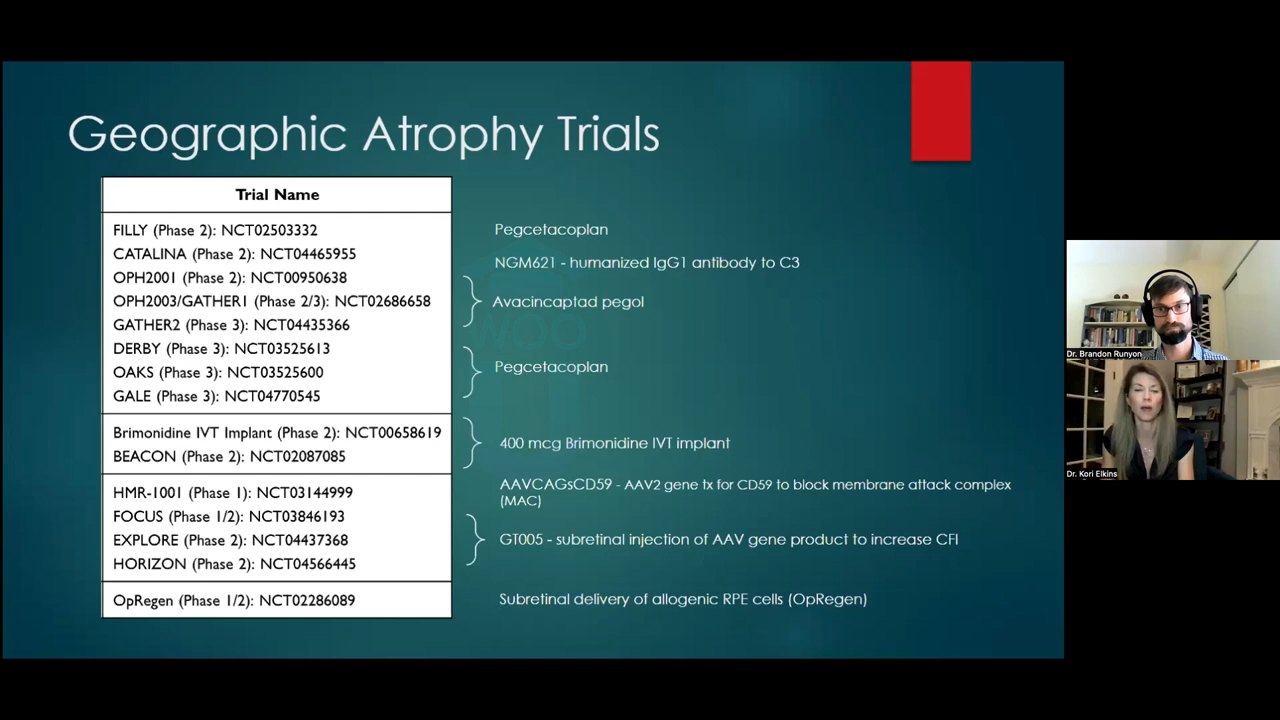 Geographic Atrophy Trials
Trial Name
FILLY (Phase 2): NCT02503332
CATALINA (Phase 2): NCT04465955
OPH2001 (Phase 2): NCT00950638
OPH2003/GATHER1 (Phase 2/3): NCT02686658
GATHER2 (Phase 3): NCT04435366
DERBY (Phase 3): NCT03525613
OAKS (Phase 3): NCT03525600
GALE (Phase 3): NCT04770545
Brimonidine IVT Implant (Phase 2): NCT00658619
BEACON (Phase 2): NCT02087085
HMR-1001 (Phase 1): NCT03144999
FOCUS (Phase 1/2): NCT03846193
EXPLORE (Phase 2): NCT04437368
HORIZON (Phase 2): NCT04566445
OpRegen (Phase 1/2): NCT02286089
Pegcetacoplan
NGM621 - humanized IgG1 antibody to C3
Avacincaptad pegol
Pegcetacoplan
400 mcg Brimonidine IVT implant
AAVCAGsCD59 - AAV2 gene tx for CD59 to block membrane attack complex
(MAC)
GT005 - subretinal injection of AAV gene product to increase CFI
Subretinal delivery of allogenic RPE cells (OpRegen)
WOO
Dr. Brandon Runyon
Dr. Kori Elkins